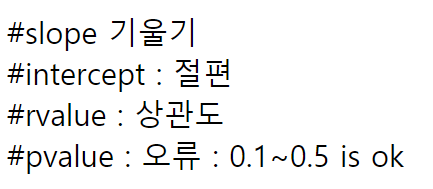 #slope 기울기
#intercept : 절편
#rvalue : 상관도
#pvalue : 오류 : 0.1~0.5 is ok